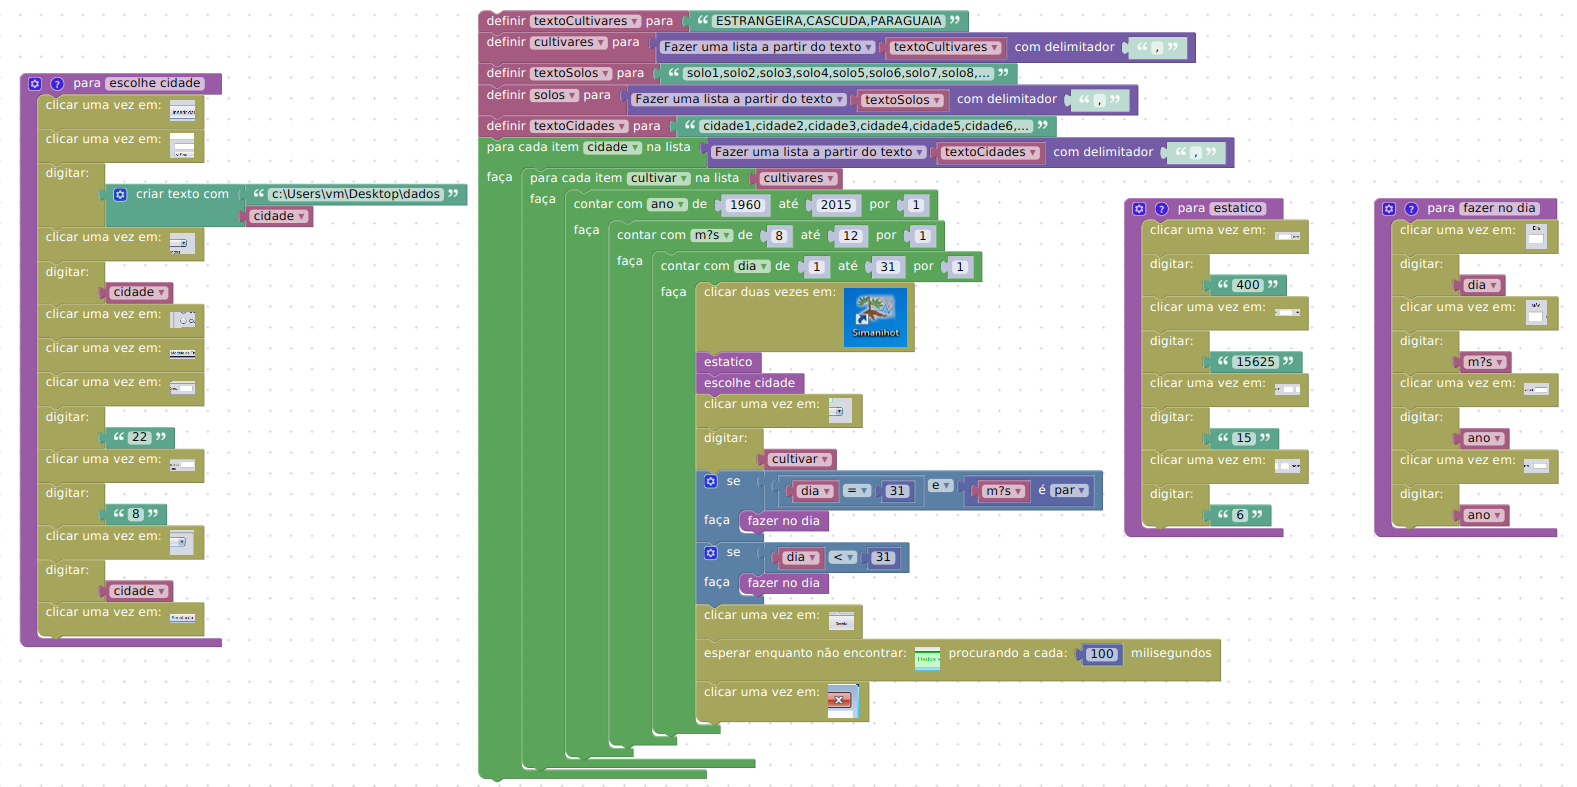 para escolhe cidade
clicar uma vez em:
clicar uma vez em:
digitar:
criar texto com “ c:\Users\vm\Desktop\dados ”
cidade
clicar uma vez em:
digitar:
cidade
clicar uma vez em:
clicar uma vez em:
clicar uma vez em:
digitar:
“ 22 ”
clicar uma vez em:
digitar:
“ 8 ”
clicar uma vez em:
digitar:
cidade
clicar uma vez em:
definir textoCultivares para “ ESTRANGEIRA,CASCUDA,PARAGUAIA ”
definir cultivares para Fazer uma lista a partir do texto textoCultivares com delimitador “ , ”
definir textoSolos para “ solo1,solo2,solo3,solo4,solo5,solo6,solo7,solo8,... ”
definir solos para Fazer uma lista a partir do texto textoSolos com delimitador “ , ”
definir textoCidades para “ cidade1,cidade2,cidade3,cidade4,cidade5,cidade6,... ”
para cada item cidade na lista Fazer uma lista a partir do texto textoCidades com delimitador “ , ”
faça para cada item cultivar na lista cultivares
faça contar com ano de 1960 até 2015 por 1
faça contar com m?s de 8 até 12 por 1
faça contar com dia de 1 até 31 por 1
faça clicar duas vezes em: Simanihot
estatico
escolhe cidade
clicar uma vez em:
digitar:
cultivar
se dia = 31 e m?s é par
faça fazer no dia
se dia < 31
faça fazer no dia
clicar uma vez em:
esperar enquanto não encontrar: procurando a cada: 100 milisegundos
clicar uma vez em:
para estatico
clicar uma vez em:
digitar:
“ 400 ”
clicar uma vez em:
digitar:
“ 15625 ”
clicar uma vez em:
digitar:
“ 15 ”
clicar uma vez em:
digitar:
“ 6 ”
para fazer no dia
clicar uma vez em:
digitar:
dia
clicar uma vez em:
digitar:
m?s
clicar uma vez em:
digitar:
ano
clicar uma vez em:
digitar:
ano